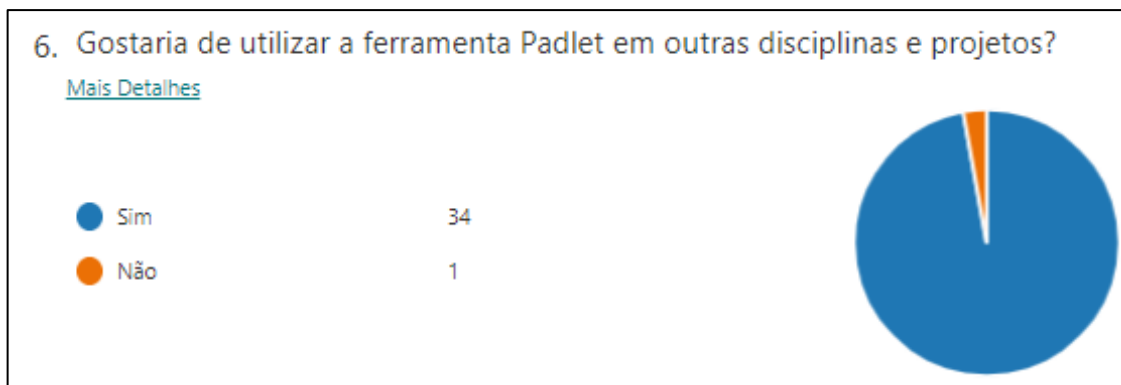 6. Gostaria de utilizar a ferramenta Padlet em outras disciplinas e projetos?
Mais Detalhes
Sim 34
Não 1